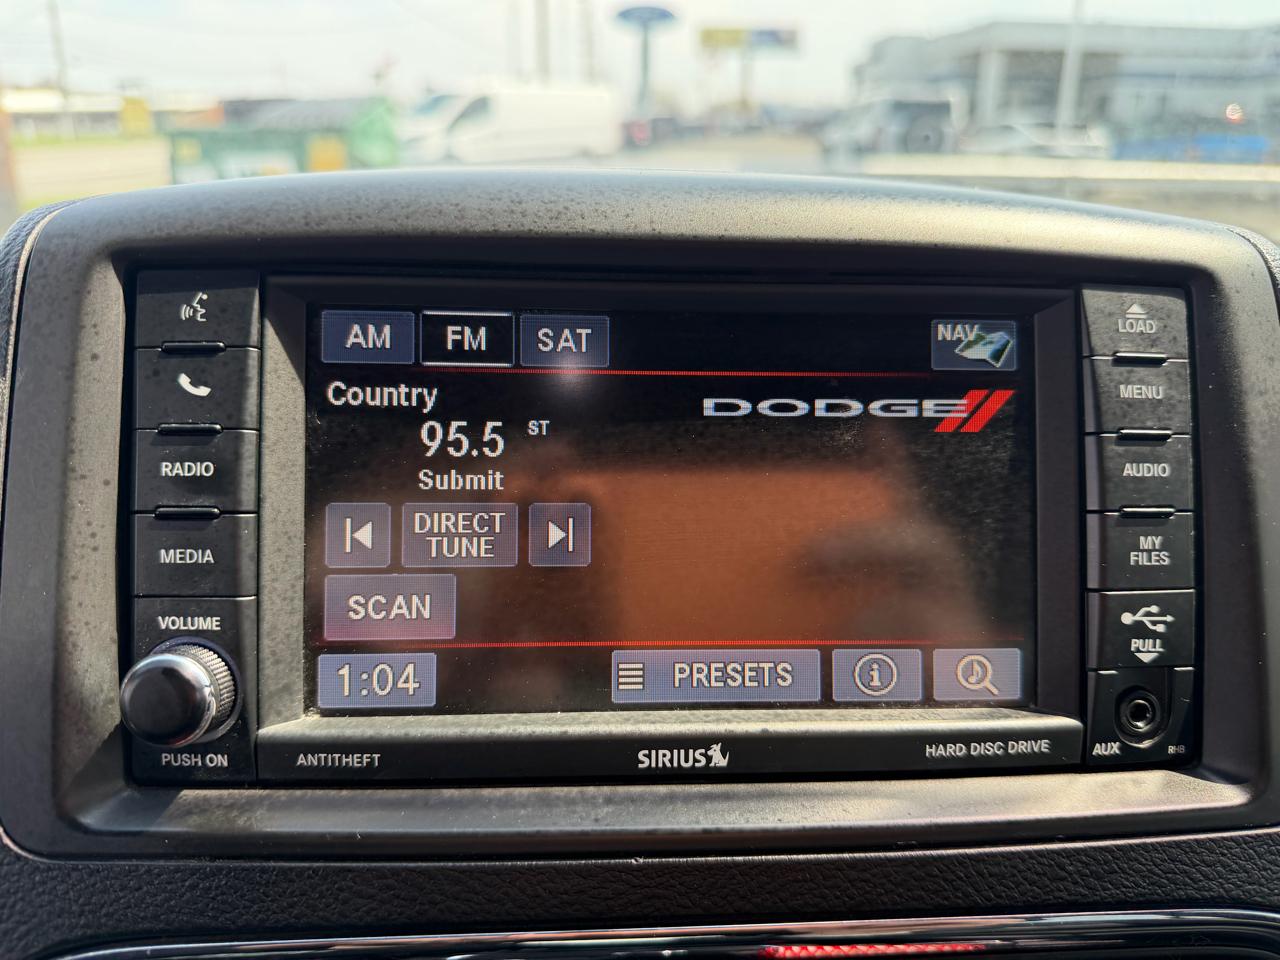 AM FM SAT NAV
Country
DODGE
95.5 ST
Submit
DIRECT
TUNE
SCAN
1:04 PRESETS
RADIO
MEDIA
VOLUME
PUSH ON
LOAD
MENU
AUDIO
MY
FILES
PULL
AUX RHB
ANTITHEFT SIRIUS HARD DISC DRIVE